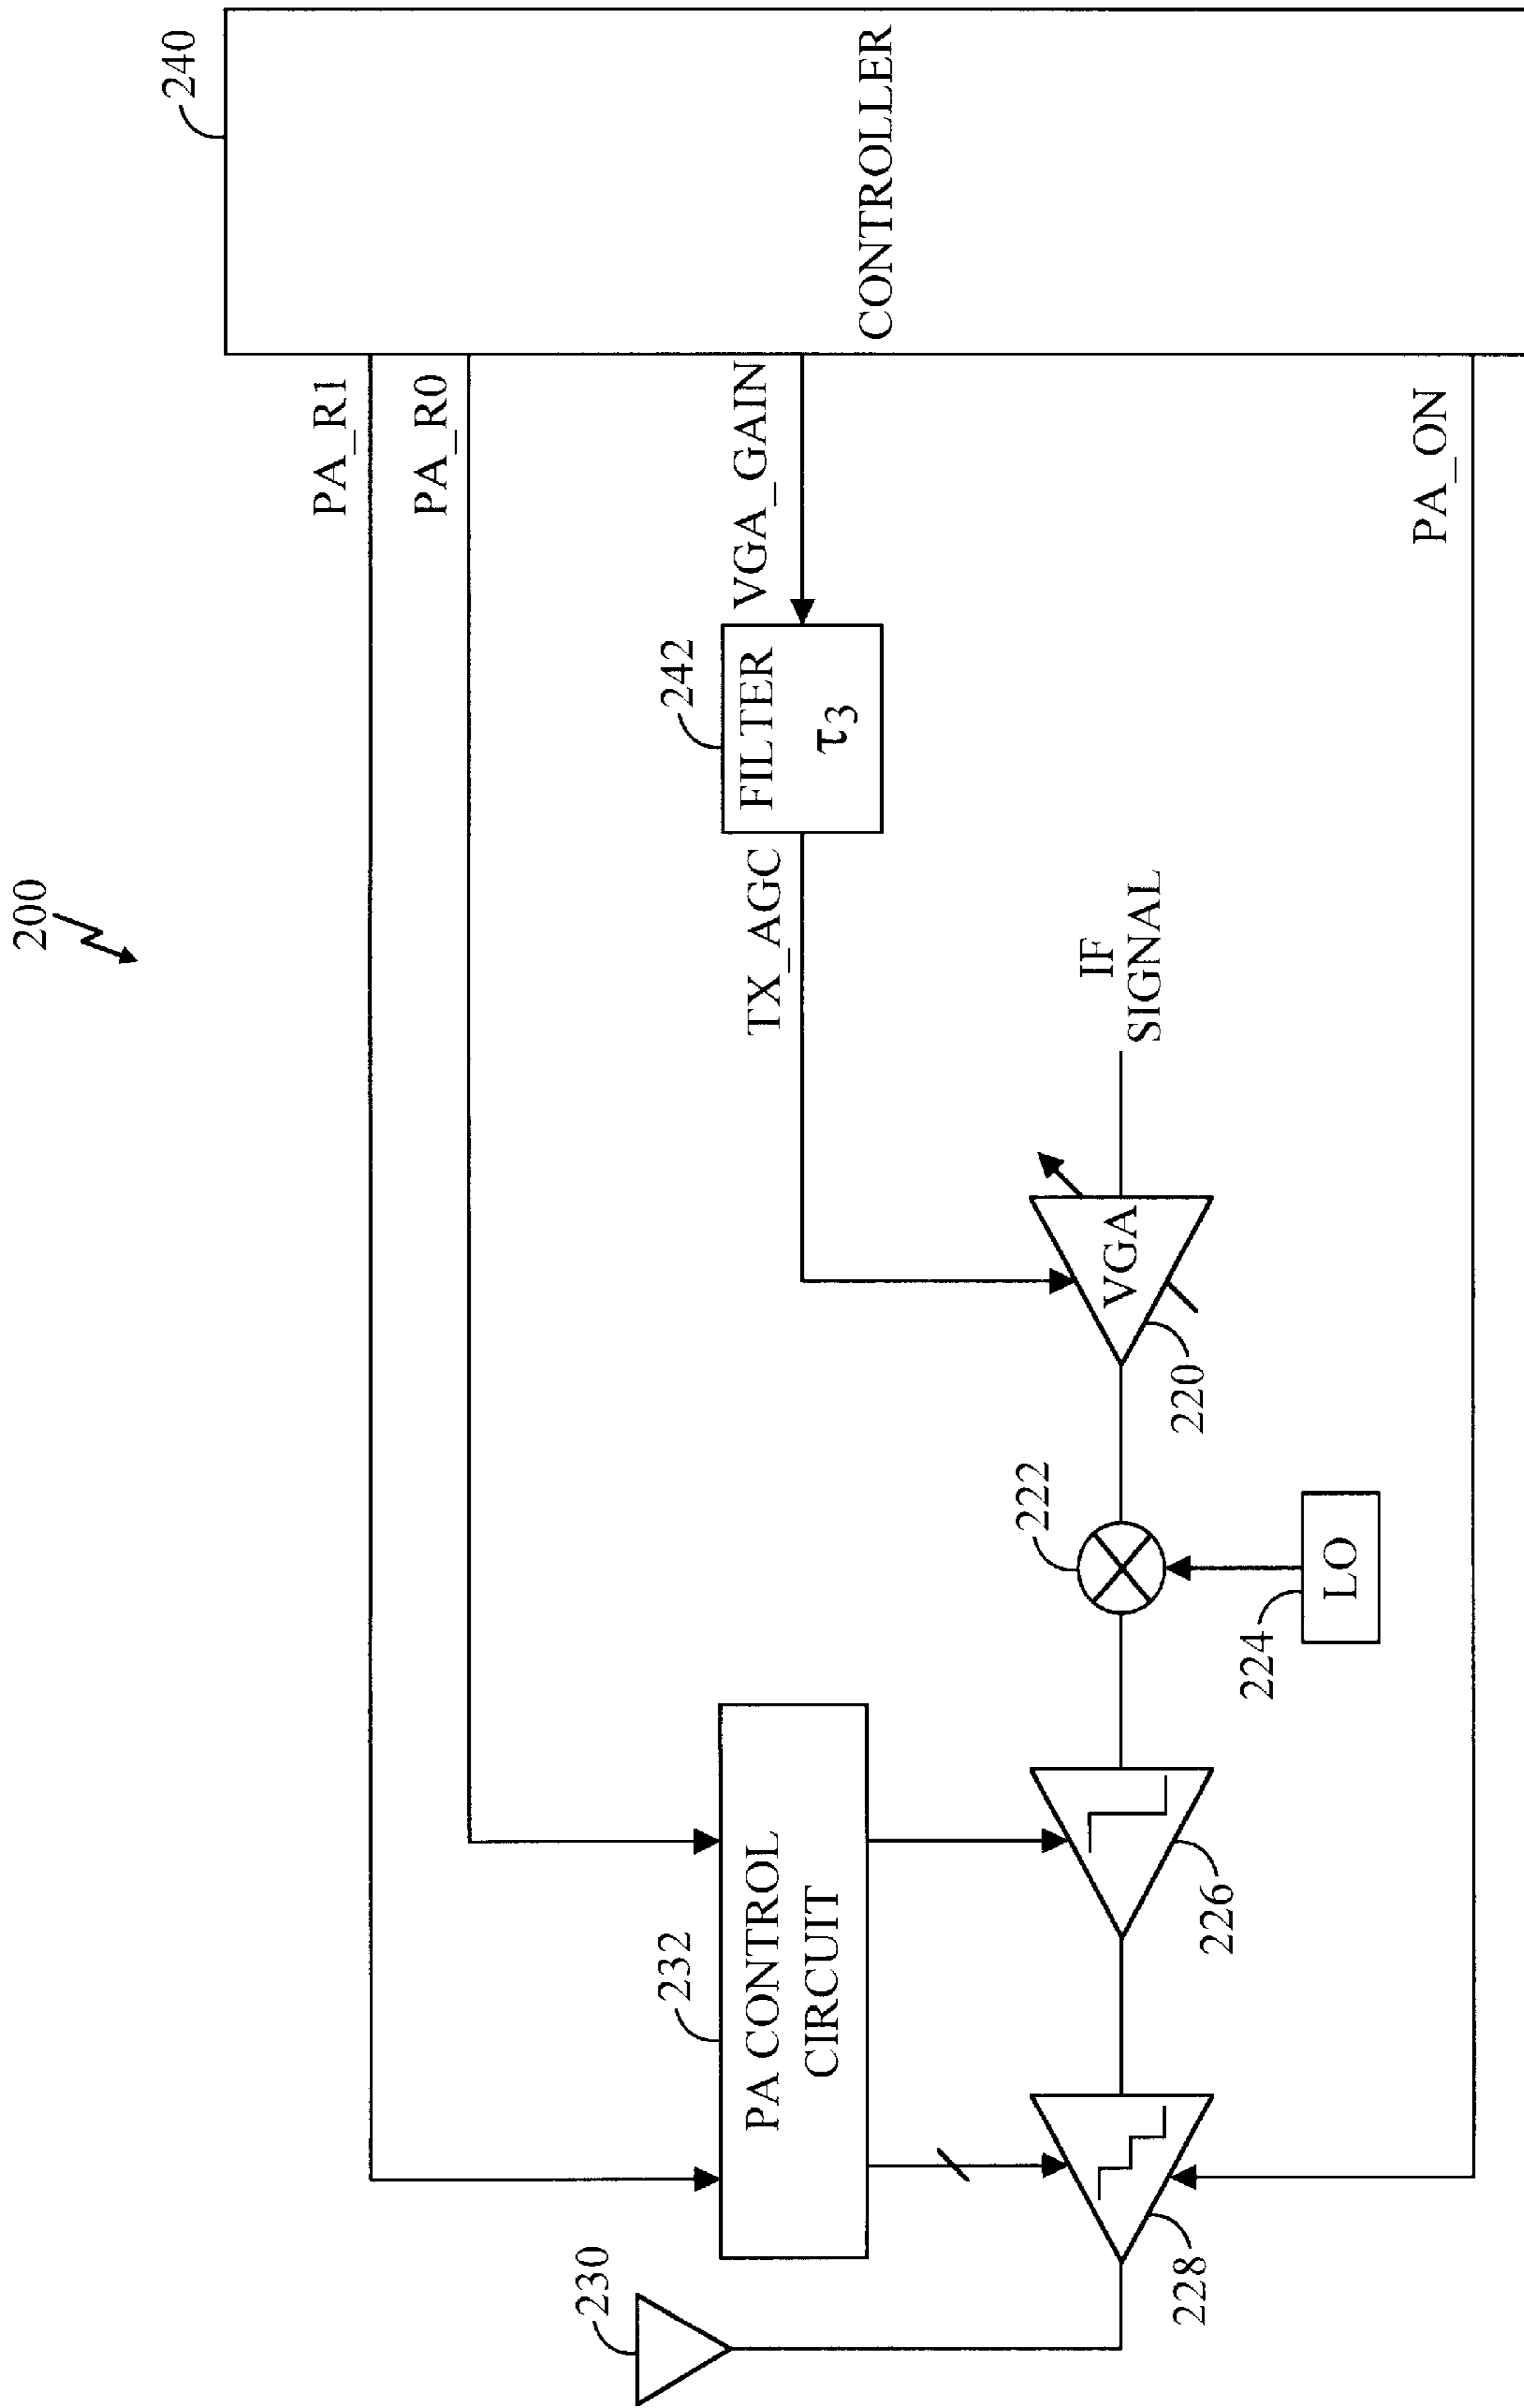 200
240
PA_R1
PA_R0
VGA_GAIN
CONTROLLER
PA_ON
242
FILTER
τ3
TX_AGC
IF
SIGNAL
VGA
220
222
224
LO
232
PA CONTROL
CIRCUIT
226
228
230